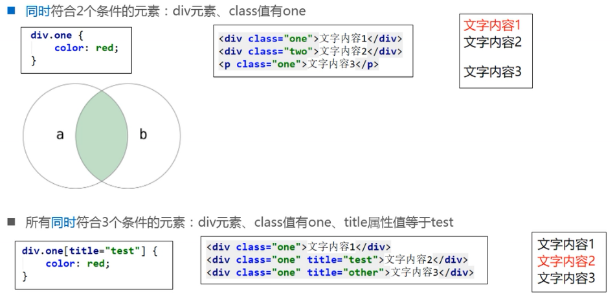 同时符合2个条件的元素：div元素、class值有one
div.one {
color: red;
}
<div class="one">文字内容1</div>
<div class="two">文字内容2</div>
<p class="one">文字内容3</p>
文字内容1
文字内容2
文字内容3
a
b
所有同时符合3个条件的元素：div元素、class值有one、title属性值等于test
div.one[title="test"] {
color: red;
}
<div class="one">文字内容1</div>
<div class="one" title="test">文字内容2</div>
<div class="one" title="other">文字内容3</div>
文字内容1
文字内容2
文字内容3